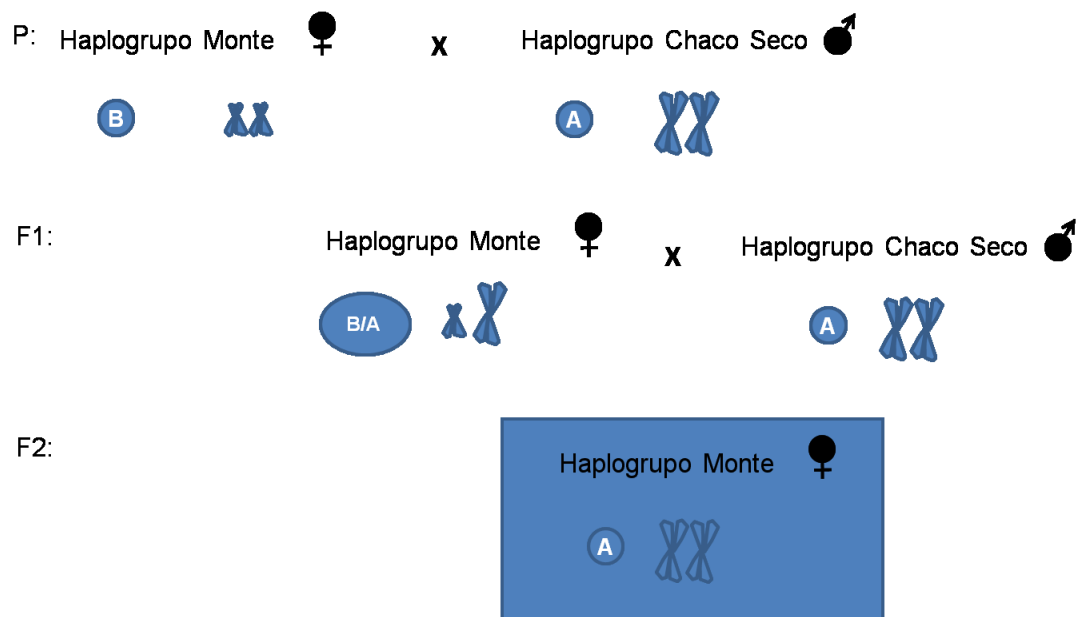 P: Haplogrupo Monte ♀ x Haplogrupo Chaco Seco ♂
B A
F1: Haplogrupo Monte ♀ x Haplogrupo Chaco Seco ♂
B/A A
F2: Haplogrupo Monte ♀
A